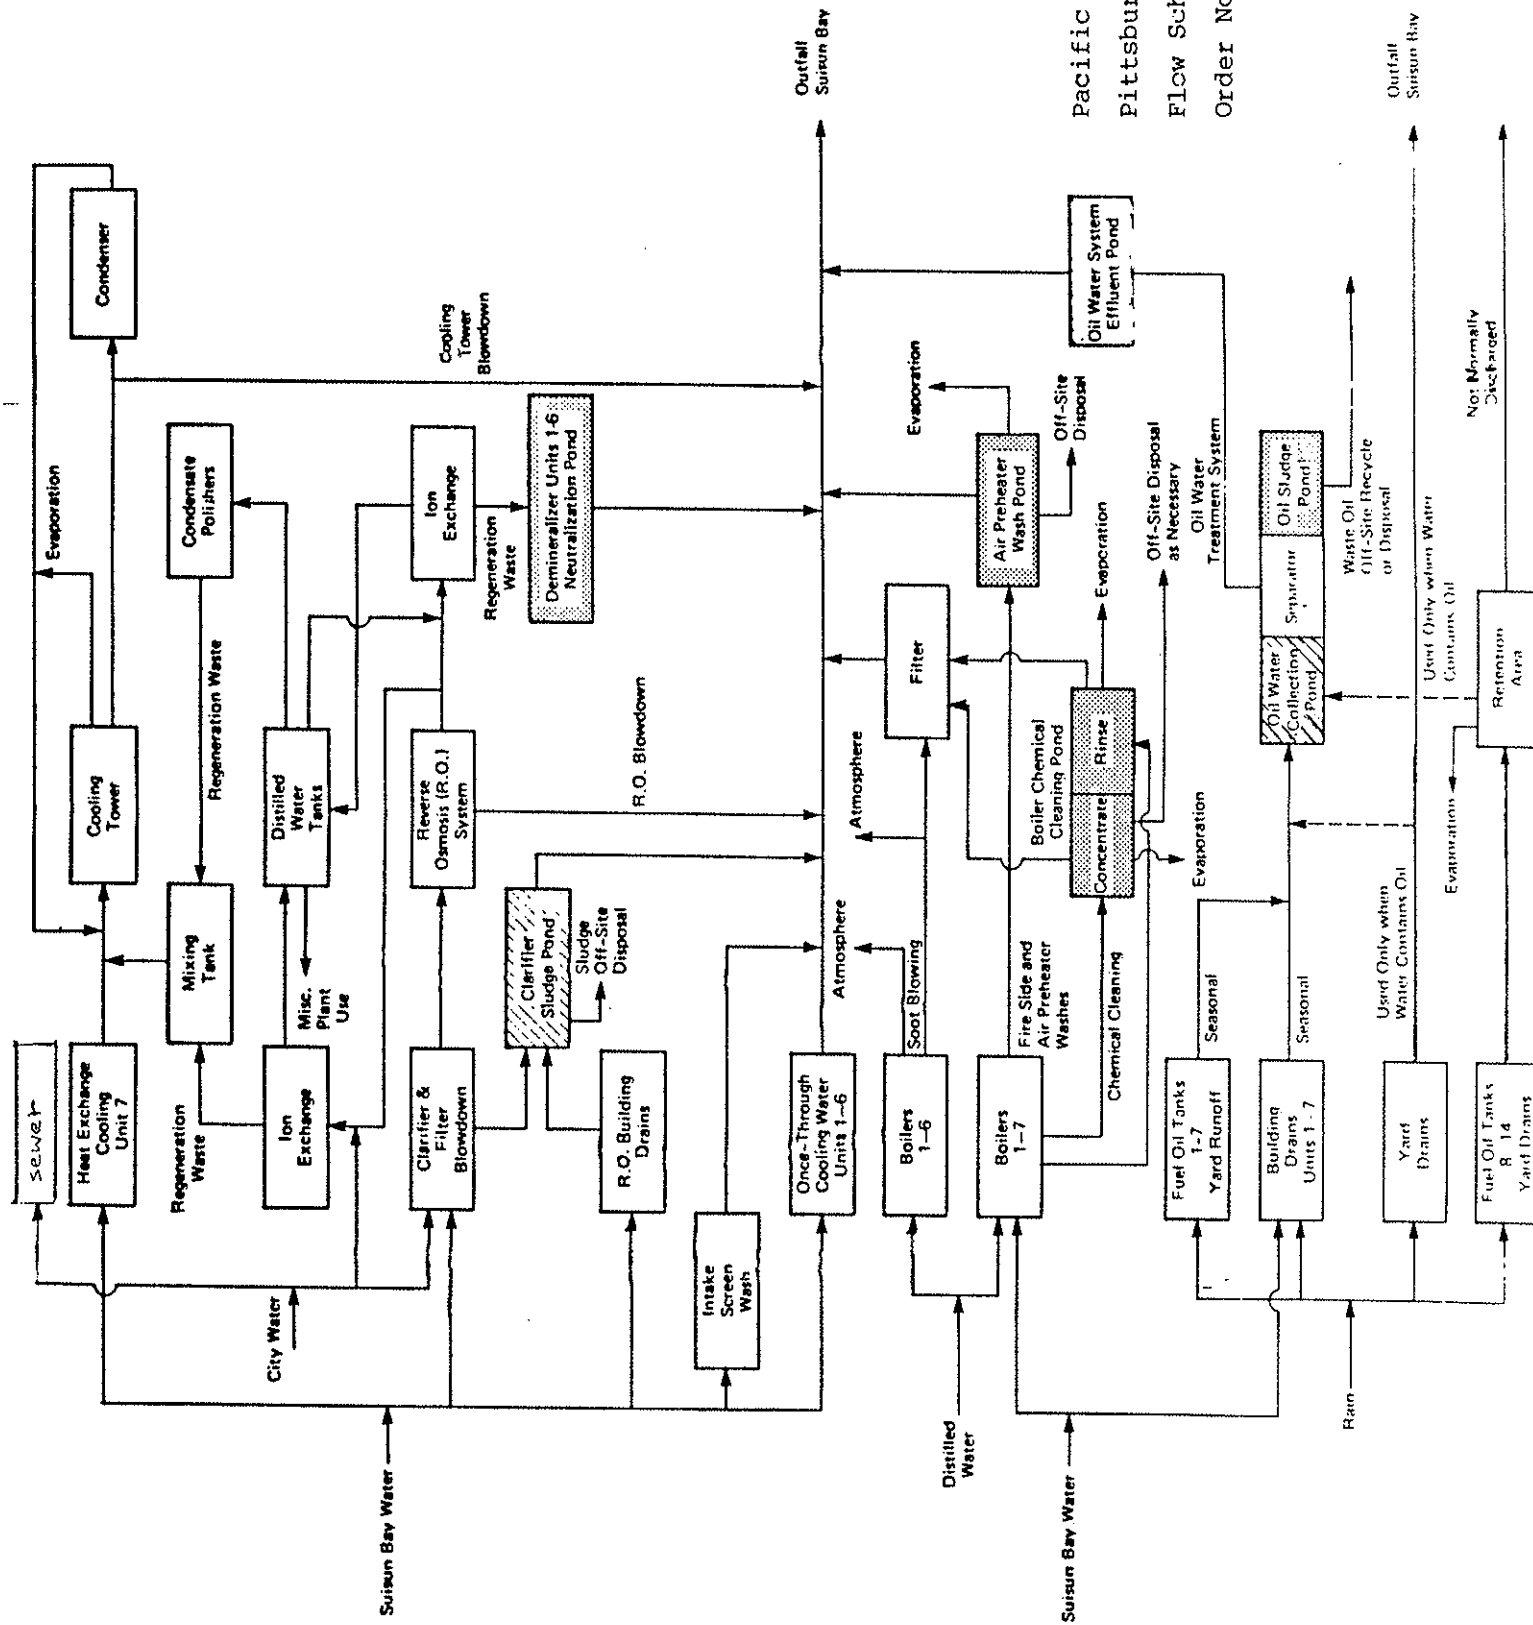 sewer
Heat Exchange
Cooling
Unit 7
Cooling
Tower
Condenser
Evaporation
Mixing
Tank
Regeneration Waste
Condensate
Polishers
Regeneration
Waste
Ion
Exchange
Misc.
Plant
Use
Distilled
Water
Tanks
City Water
Clarifier &
Filter
Blowdown
Reverse
Osmosis (R.O.)
System
Ion
Exchange
Cooling
Tower
Blowdown
Regeneration
Waste
Clarifier
Sludge Pond
Sludge
Off-Site
Disposal
Demineralizer Units 1-6
Neutralization Pond
Suisun Bay Water
R.O. Building
Drains
R.O. Blowdown
Intake
Screen
Wash
Once-Through
Cooling Water
Units 1-6
Atmosphere
Outfall
Suisun Bay
Boilers
1-6
Soot Blowing
Atmosphere
Filter
Evaporation
Distilled
Water
Boilers
1-7
Fire Side and
Air Preheater
Washes
Air Preheater
Wash Pond
Off-Site
Disposal
Boiler Chemical
Cleaning Pond
Concentrate
Rinse
Evaporation
Chemical Cleaning
Oil Water System
Effluent Pond
Suisun Bay Water
Evaporation
Off-Site Disposal
as Necessary
Oil Water
Treatment System
Fuel Oil Tanks
1-7
Yard Runoff
Seasonal
Building
Drains
Units 1-7
Seasonal
Oil Water
Collection
Pond
Separator
Oil Sludge
Pond
Waste Oil
Off-Site Recycle
or Disposal
Rain
Yard
Drains
Used Only when
Water Contains Oil
Used Only when Water
Contains Oil
Outfall
Suisun Bay
Fuel Oil Tanks
8 14
Yard Drains
Evaporation
Retention
Area
Not Normally
Discharged
Pacific
Pittsbur
Flow Sch
Order No